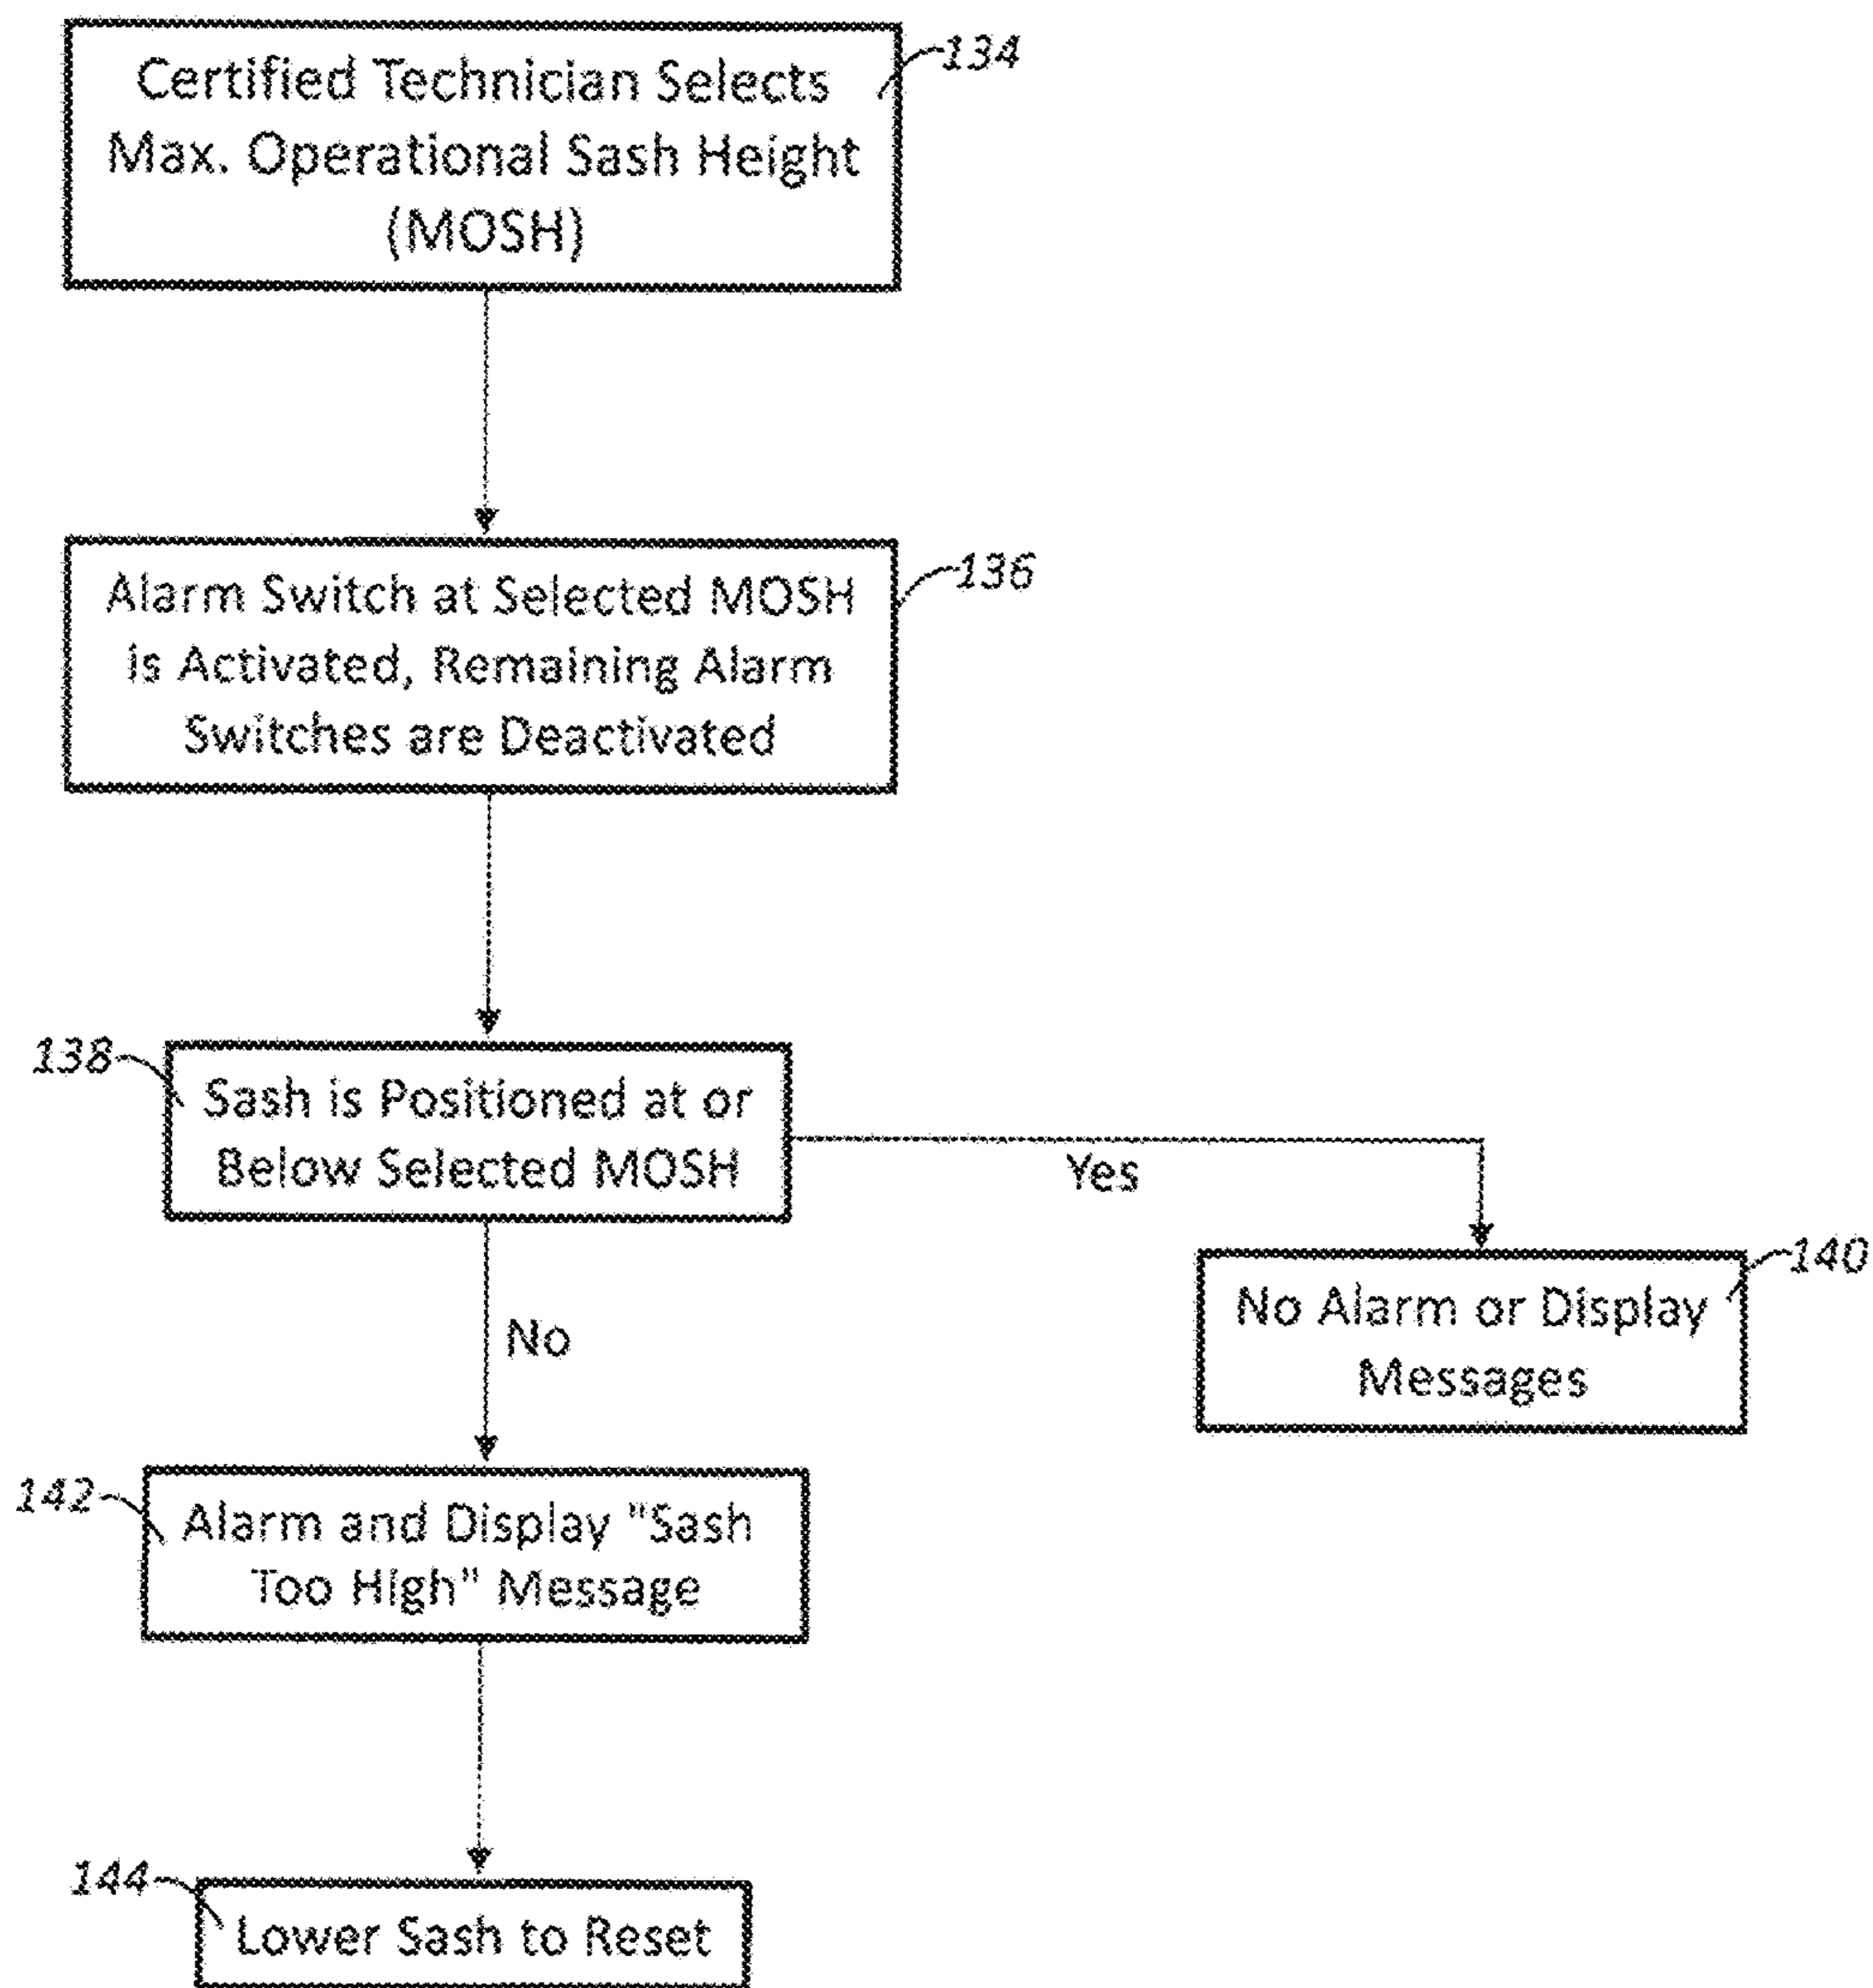 Certified Technician Selects
Max. Operational Sash Height
(MOSH)
134
Alarm Switch at Selected MOSH
is Activated, Remaining Alarm
Switches are Deactivated
136
138
Sash is Positioned at or
Below Selected MOSH
Yes
No Alarm or Display
Messages
140
No
142
Alarm and Display "Sash
Too High" Message
144
Lower Sash to Reset